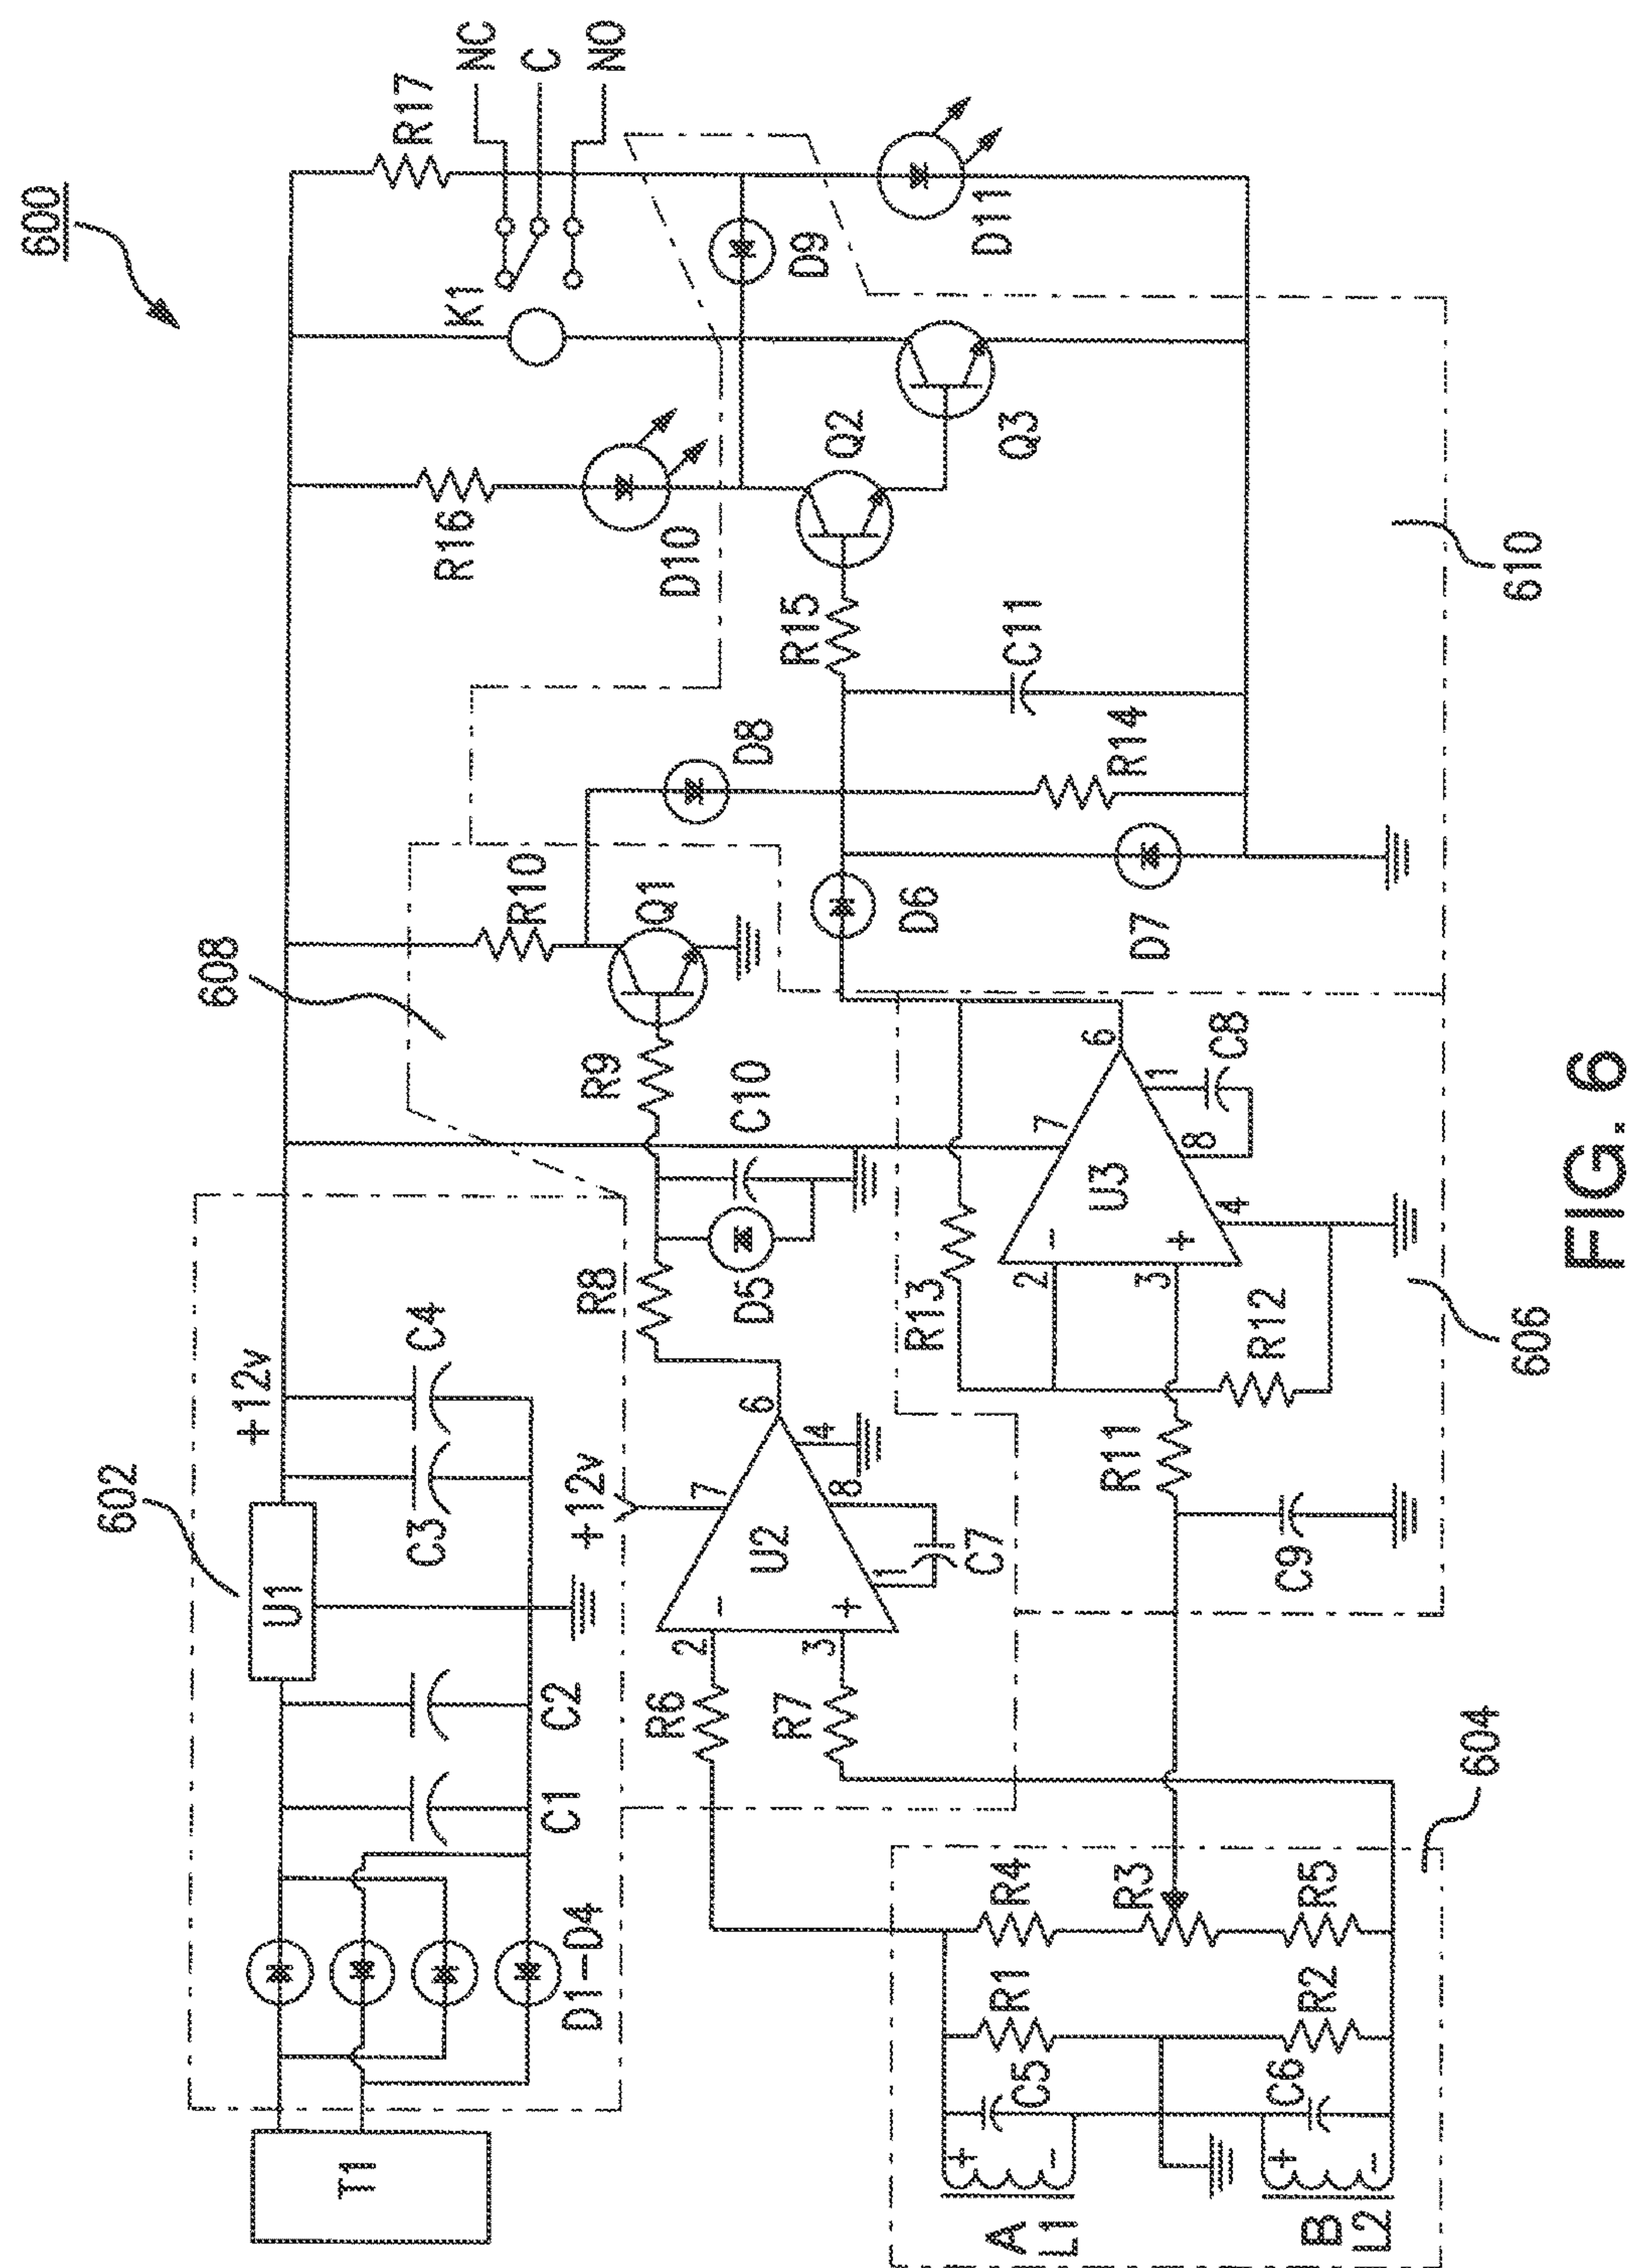 600
602
+12v
U1
T1
D1-D4
C1
C2
C3
C4
608
R10
Q1
R9
R8
D5
C10
+12v
R6
R7
2
3
-
+
U2
7
6
4
8
1
C7
R16
D10
K1
R17
NC
C
NO
D9
D11
Q2
Q3
R15
D8
C11
R14
D6
D7
610
R13
2
3
-
+
U3
7
6
1
8
4
C8
R12
R11
C9
606
604
R4
R3
R5
R1
R2
C5
C6
+
-
+
-
A
L1
B
L2
FIG. 6